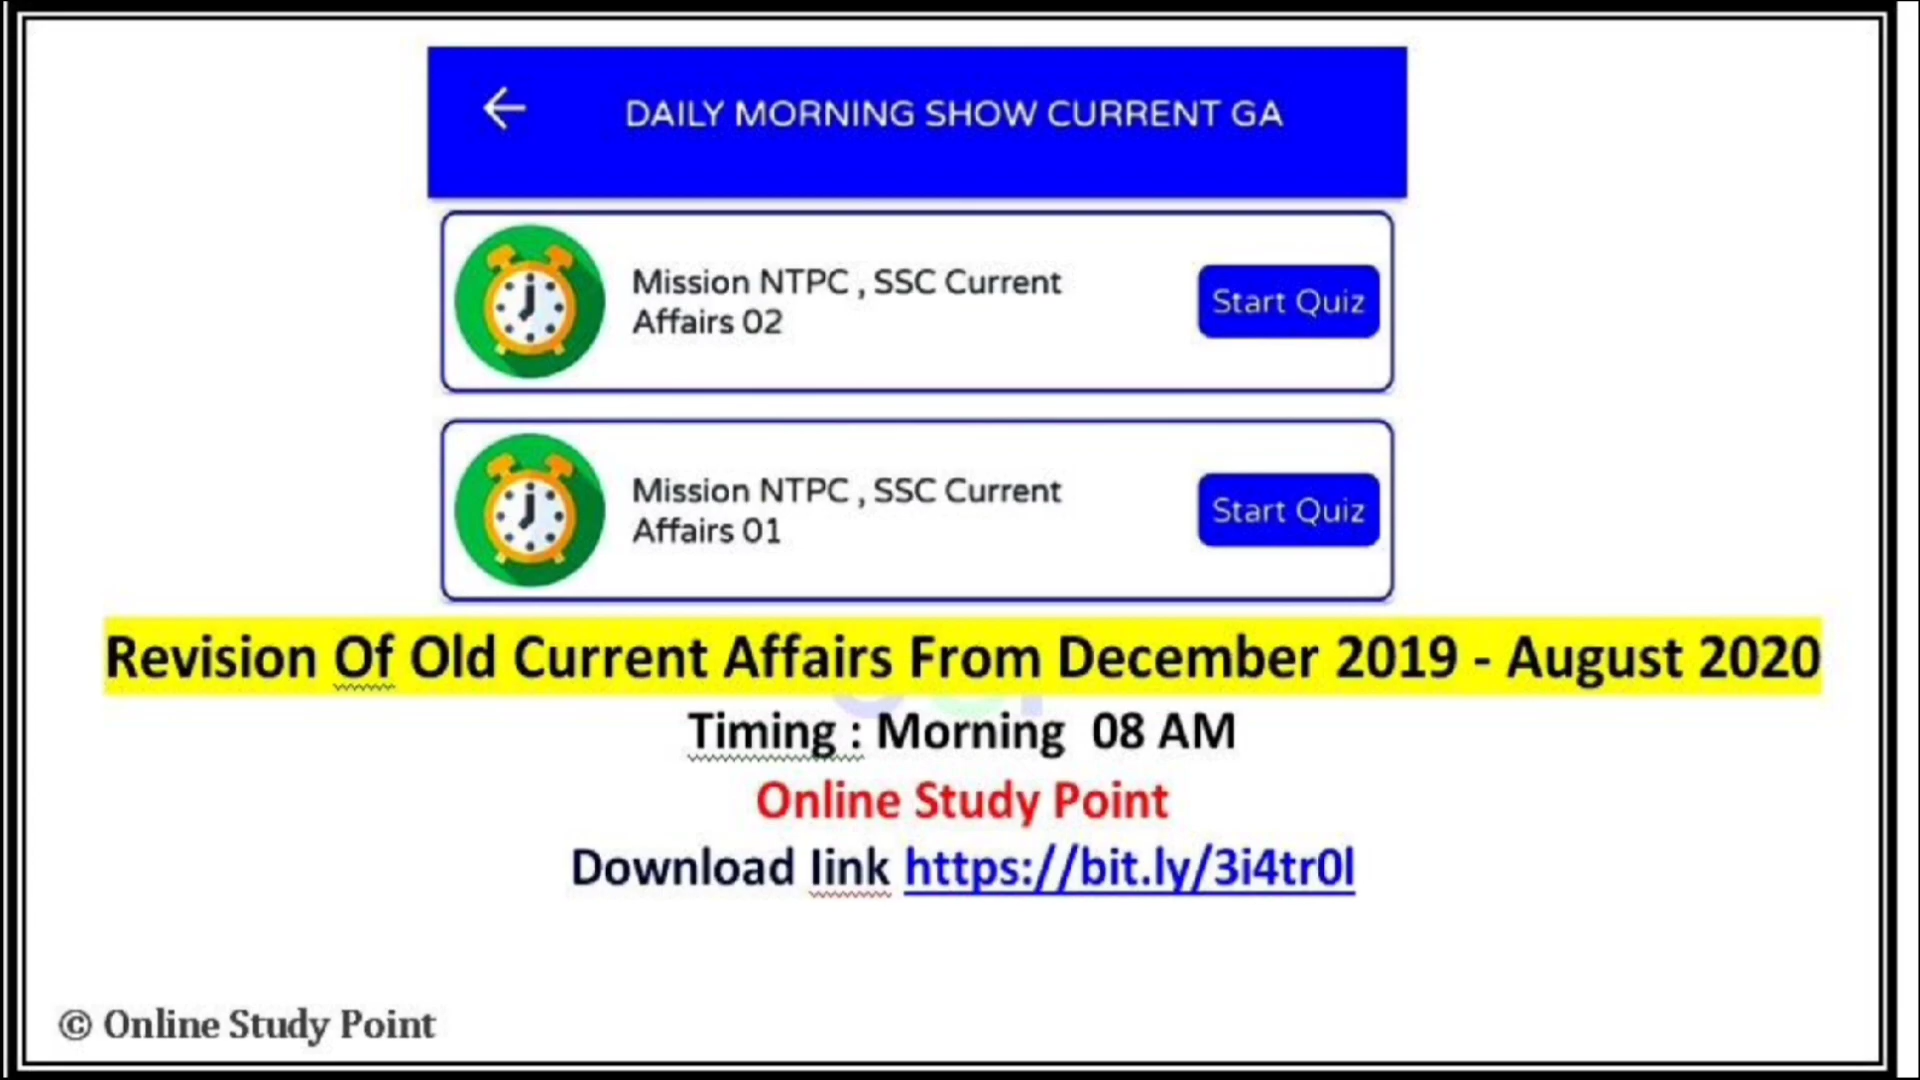 DAILY MORNING SHOW CURRENT GA
Mission NTPC , SSC Current
Affairs 02
Start Quiz
Mission NTPC , SSC Current
Affairs 01
Start Quiz
Revision Of Old Current Affairs From December 2019 - August 2020
Timing : Morning 08 AM
Online Study Point
Download link https://bit.ly/3i4tr0l
© Online Study Point